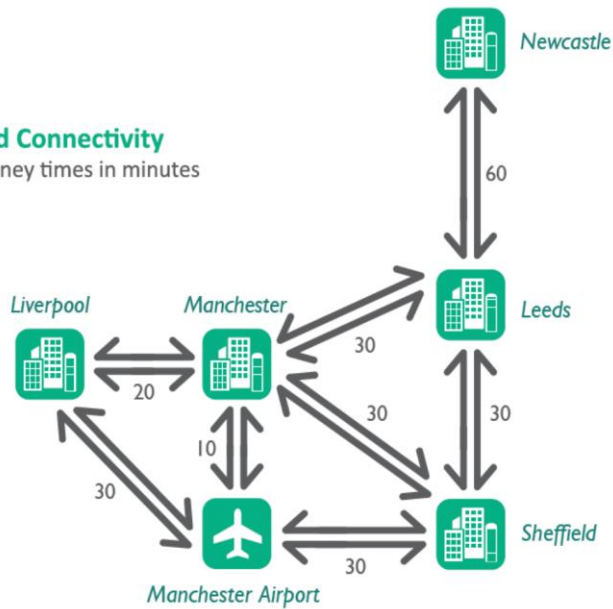 Newcastle
d Connectivity
ney times in minutes
60
Liverpool
Manchester
Leeds
30
20
30
30
10
30
Sheffield
30
Manchester Airport